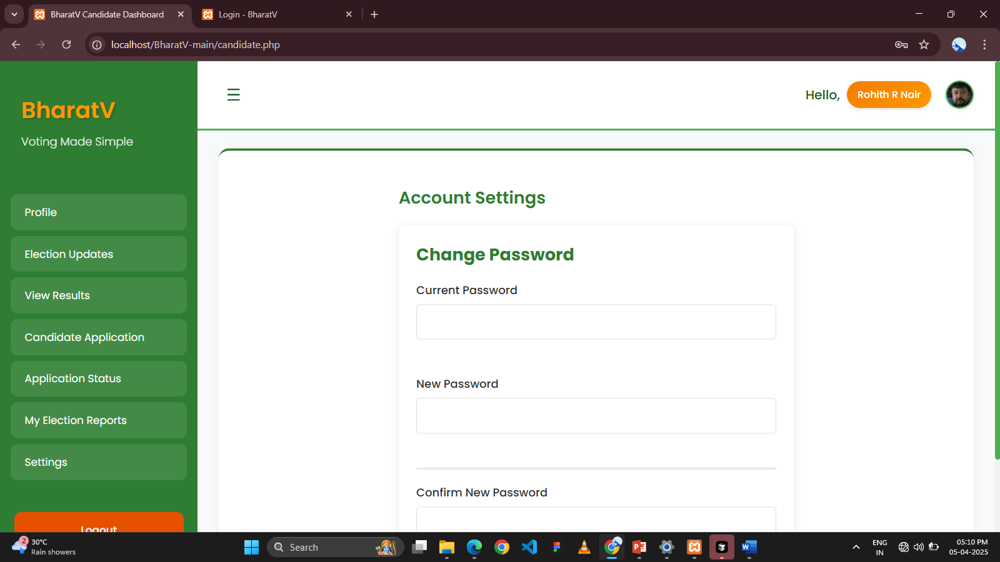 BharatV Candidate Dashboard
Login - BharatV
localhost/BharatV-main/candidate.php
BharatV
Voting Made Simple
Hello, Rohith R Nair
Profile
Election Updates
View Results
Candidate Application
Application Status
My Election Reports
Settings
Logout
Account Settings
Change Password
Current Password
New Password
Confirm New Password
2
30°C
Rain showers
Search
ENG
IN
05:10 PM
05-04-2025